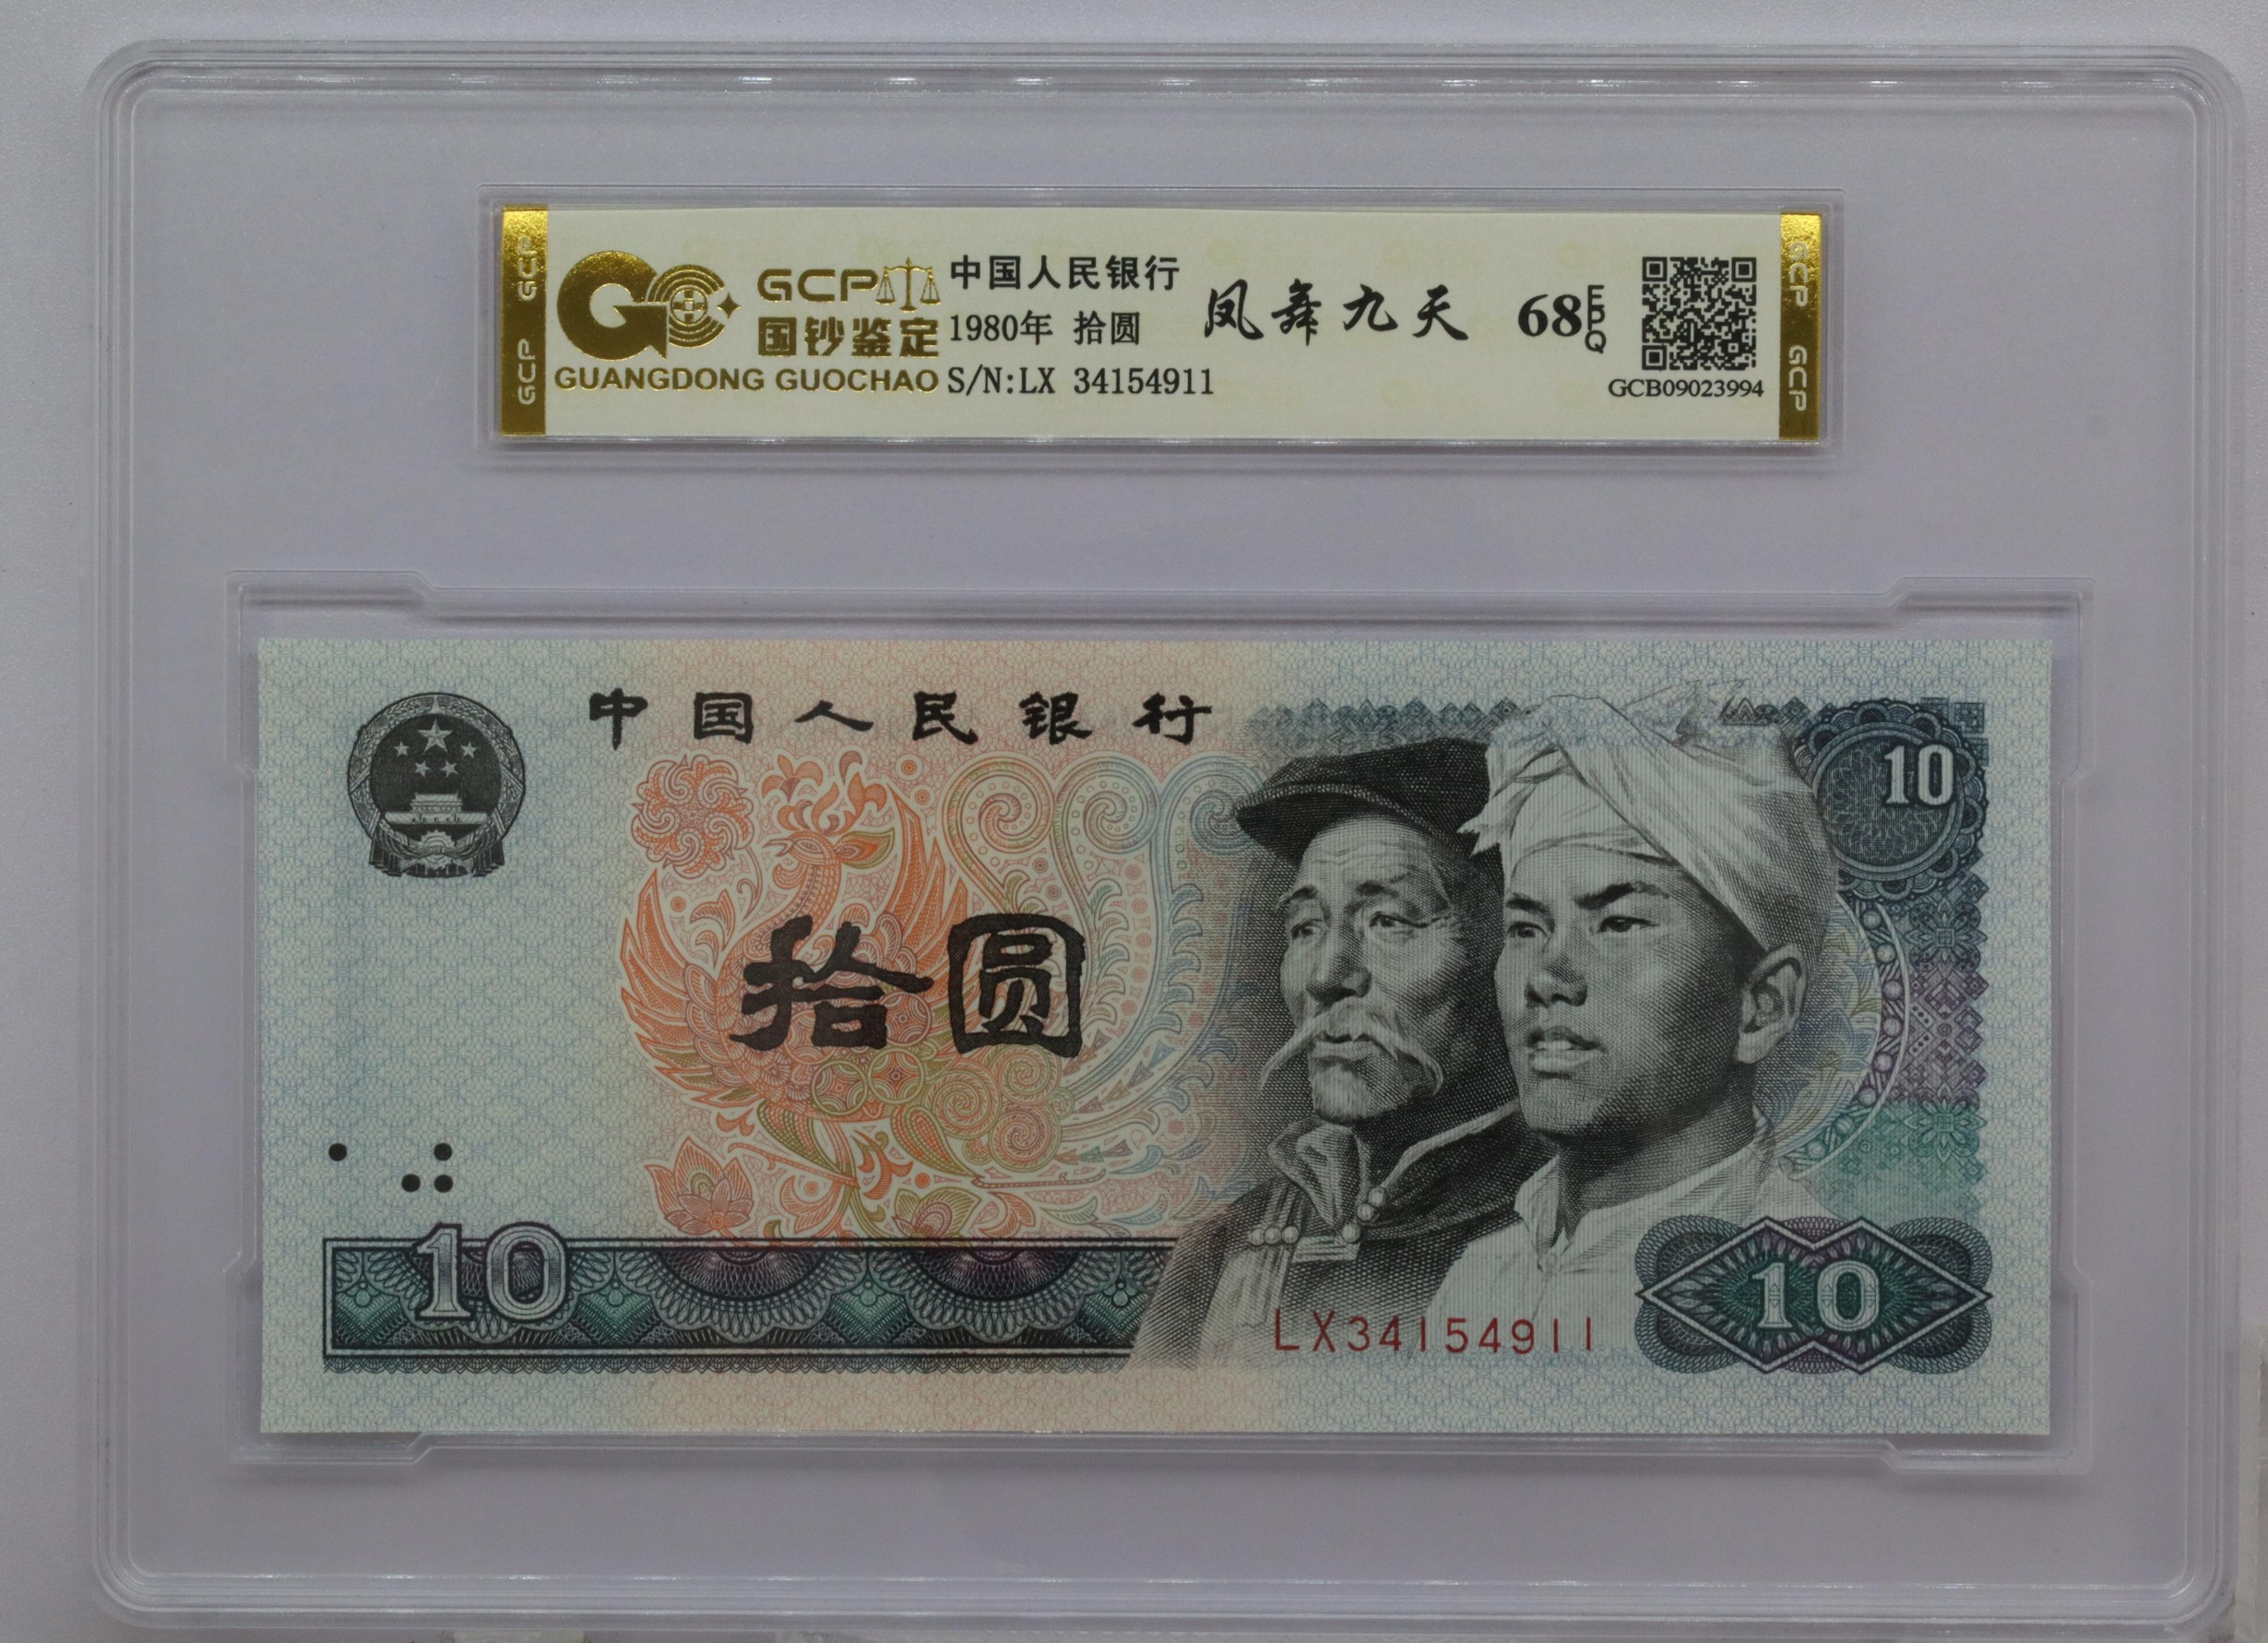 GCP GCP
GCP
国钞鉴定
GUANGDONG GUOCHAO
中国人民银行
1980年 拾圆
S/N:LX 34154911
凤舞九天
68 EPQ
GCB09023994
GCP GCP
中国人民银行
10
拾圆
10
LX34154911
10